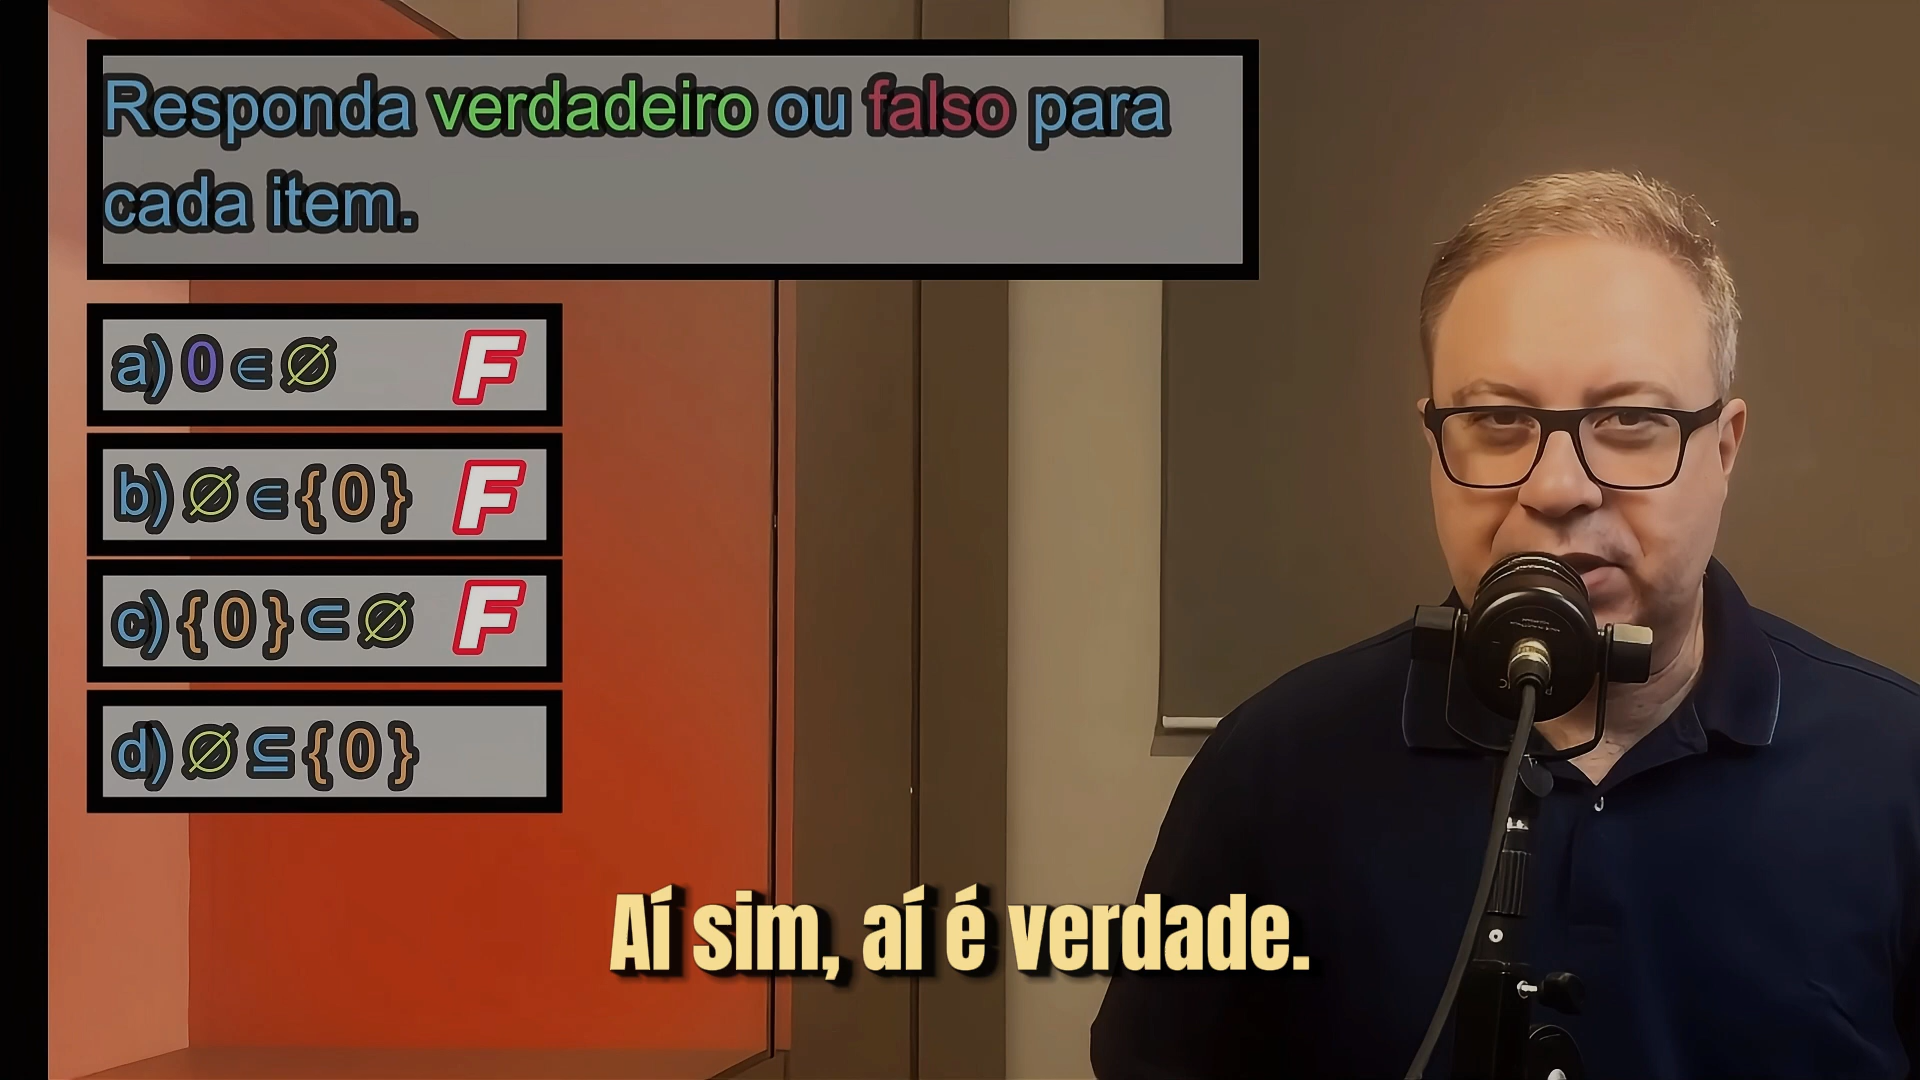 Responda verdadeiro ou falso para
cada item.
a) 0 ∈ ∅ F
b) ∅ ∈ { 0 } F
c) { 0 } ⊂ ∅ F
d) ∅ ⊆ { 0 }
Aí sim, aí é verdade.